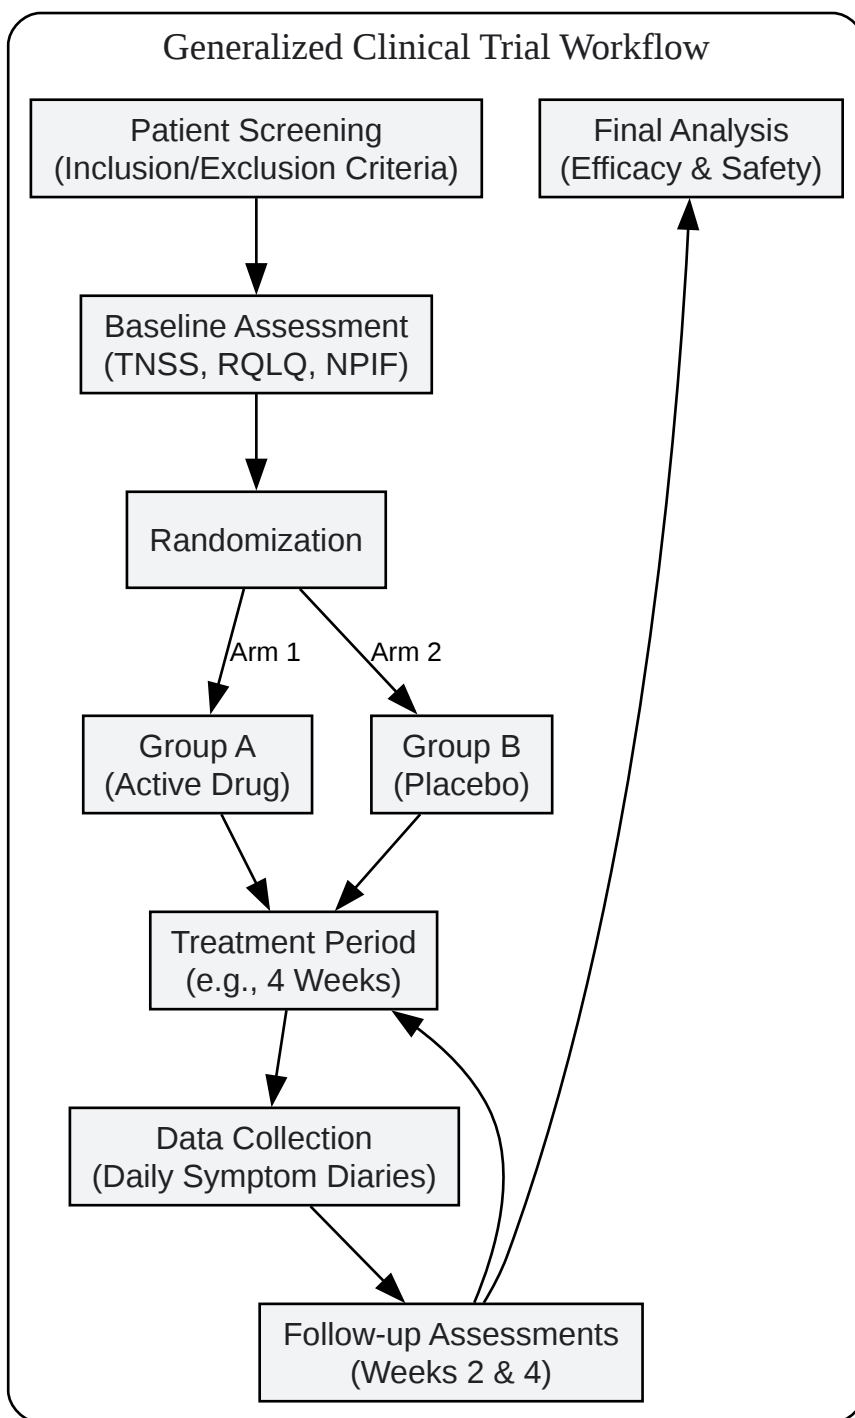 Generalized Clinical Trial Workflow
Patient Screening
(Inclusion/Exclusion Criteria)
Final Analysis
(Efficacy & Safety)
Baseline Assessment
(TNSS, RQLQ, NPIF)
Randomization
Arm 1
Arm 2
Group A
(Active Drug)
Group B
(Placebo)
Treatment Period
(e.g., 4 Weeks)
Data Collection
(Daily Symptom Diaries)
Follow-up Assessments
(Weeks 2 & 4)